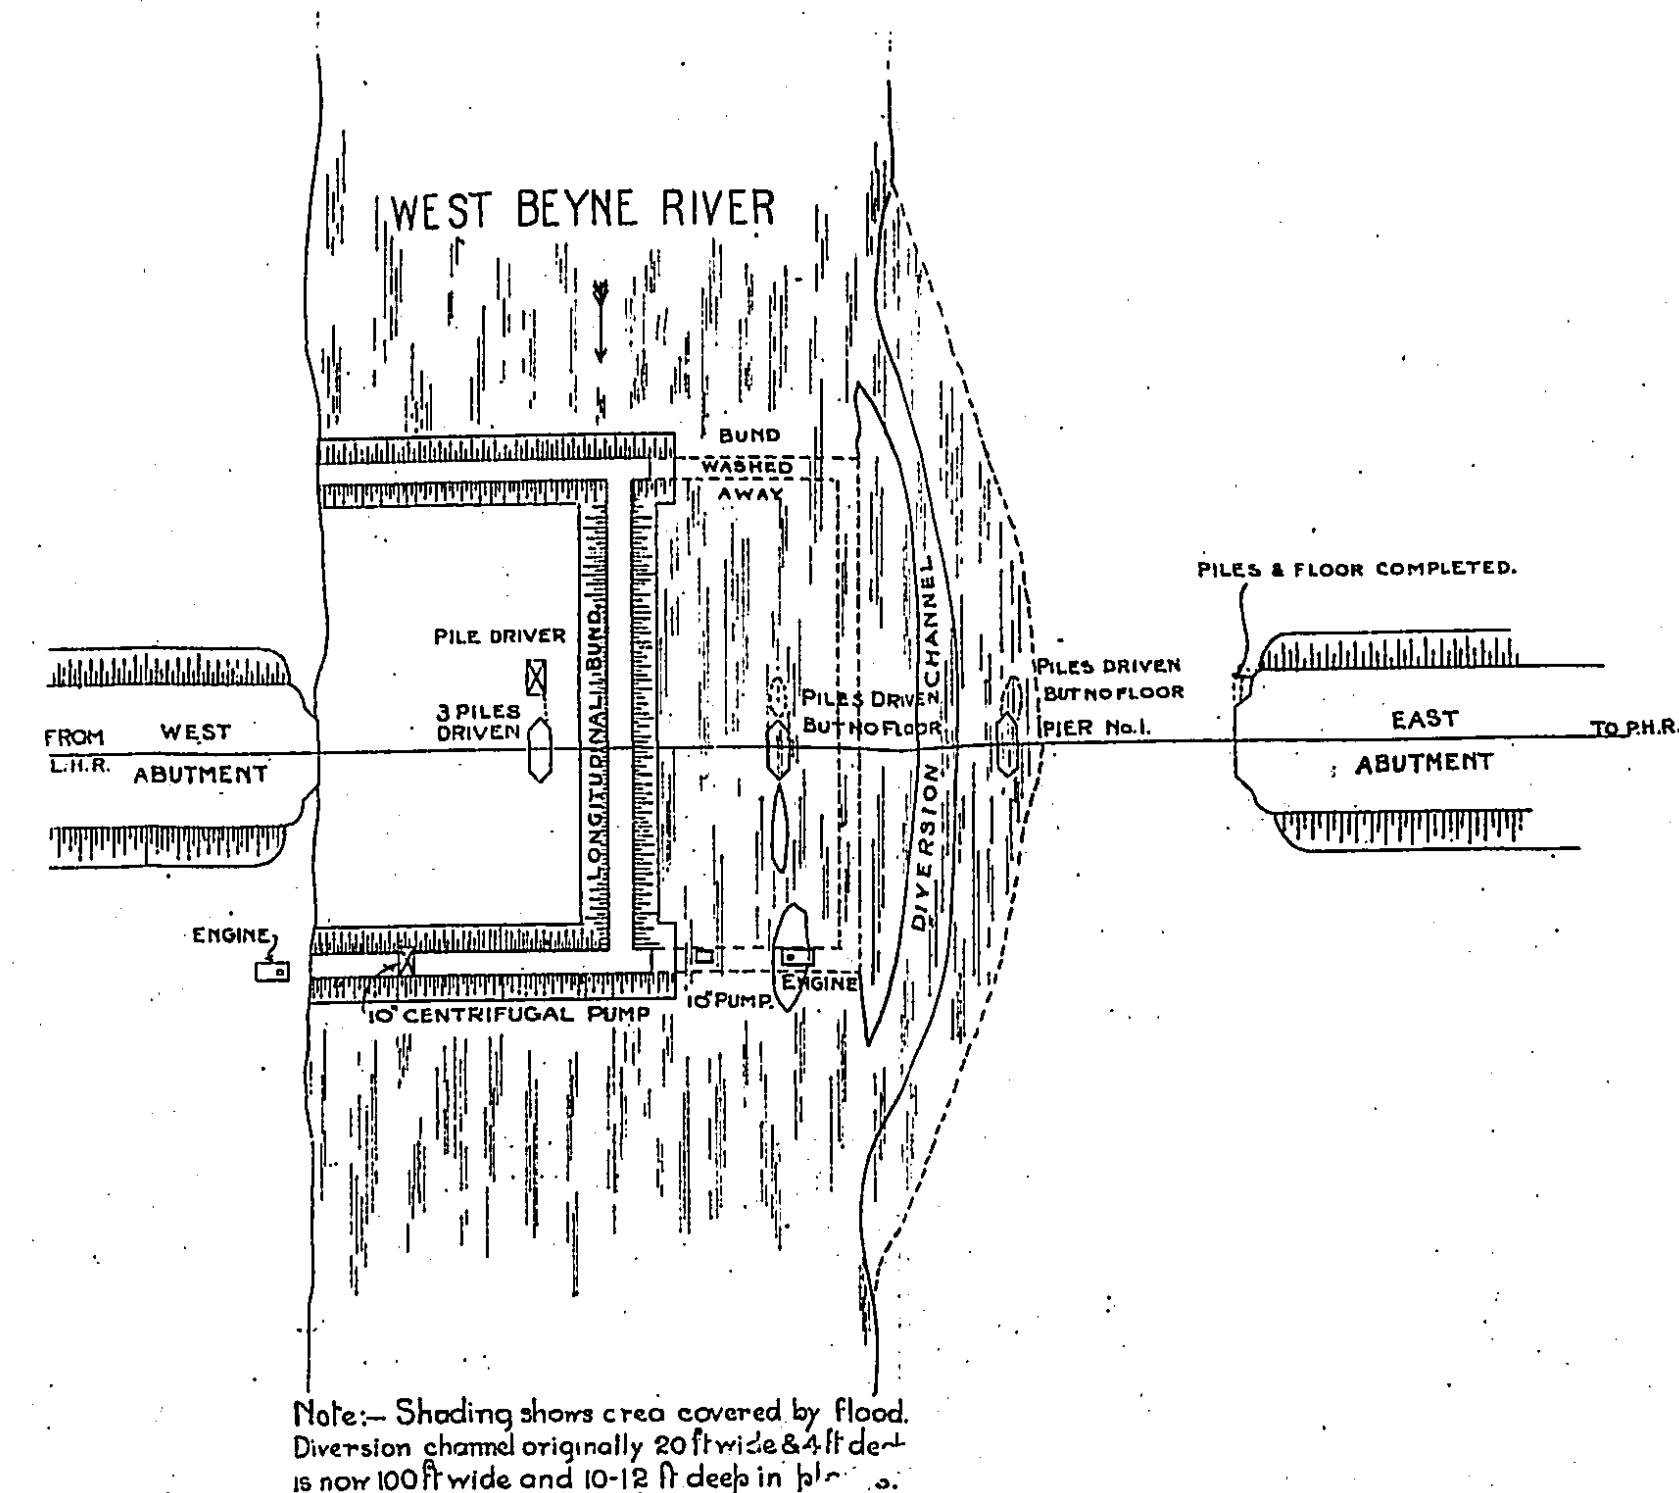 WEST BEYNE RIVER
BUND
WASHED
AWAY
PILES & FLOOR COMPLETED.
PILE DRIVER
3 PILES
DRIVEN
LONGITUDINAL BUND
PILES DRIVEN
BUT NO FLOOR
DIVERSION CHANNEL
PILES DRIVEN
BUT NO FLOOR
PIER No.1.
FROM
L.H.R.
WEST
ABUTMENT
EAST
ABUTMENT
TO P.H.R.
ENGINE
10" CENTRIFUGAL PUMP
10" PUMP.
ENGINE
Note:- Shading shows area covered by flood.
Diversion channel originally 20 ft wide & 4 ft
is now 100 ft wide and 10-12 ft deep in